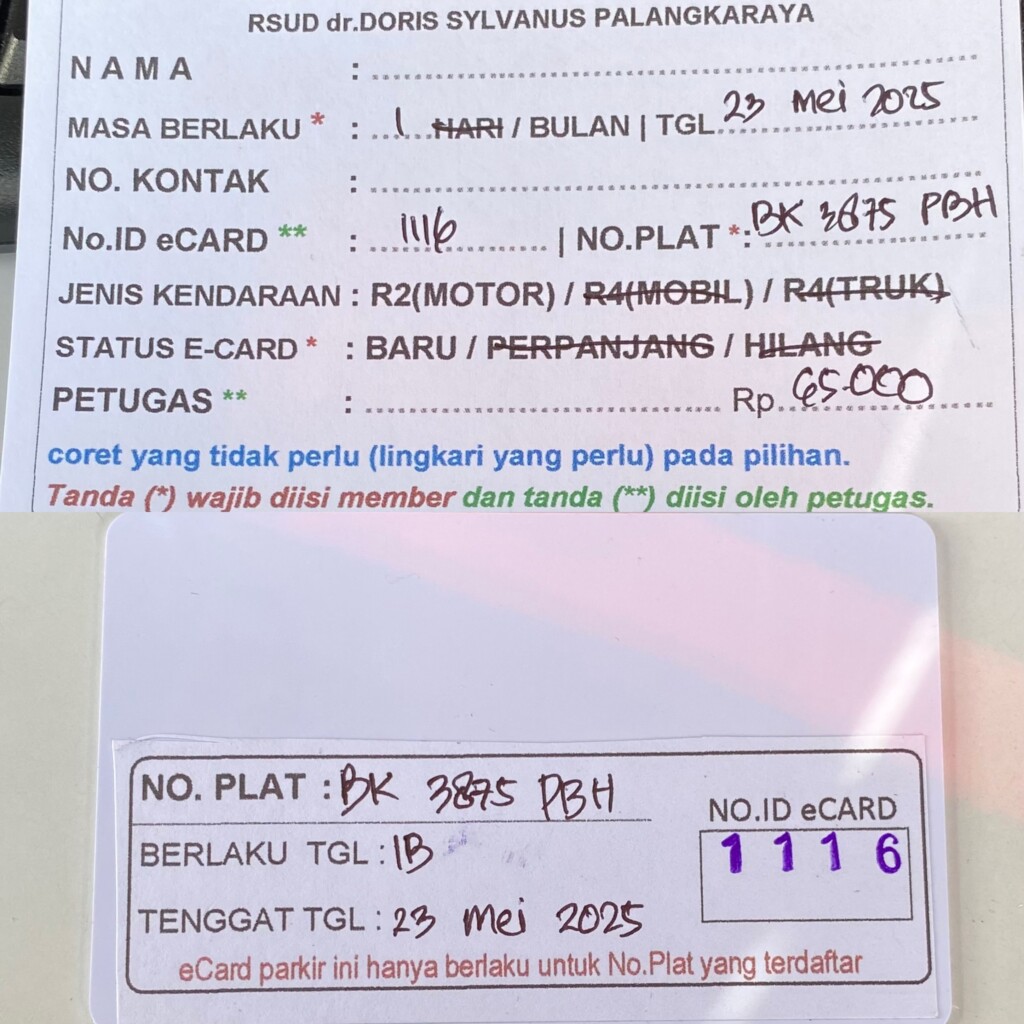 RSUD dr.DORIS SYLVANUS PALANGKARAYA
N A M A : ........................................
MASA BERLAKU * : ....1.. HARI / BULAN | TGL. 23 Mei 2025
NO. KONTAK : ........................................
No.ID eCARD ** : ...1116......... | NO.PLAT *: BK 3875 PBH
JENIS KENDARAAN : R2(MOTOR) / R4(MOBIL) / R4(TRUK)
STATUS E-CARD * : BARU / PERPANJANG / HILANG
PETUGAS ** : ........................................ Rp. 65.000
coret yang tidak perlu (lingkari yang perlu) pada pilihan.
Tanda (*) wajib diisi member dan tanda (**) diisi oleh petugas.
NO. PLAT : BK 3875 PBH
NO.ID eCARD
BERLAKU TGL : 1B
1 1 1 6
TENGGAT TGL : 23 Mei 2025
eCard parkir ini hanya berlaku untuk No.Plat yang terdaftar